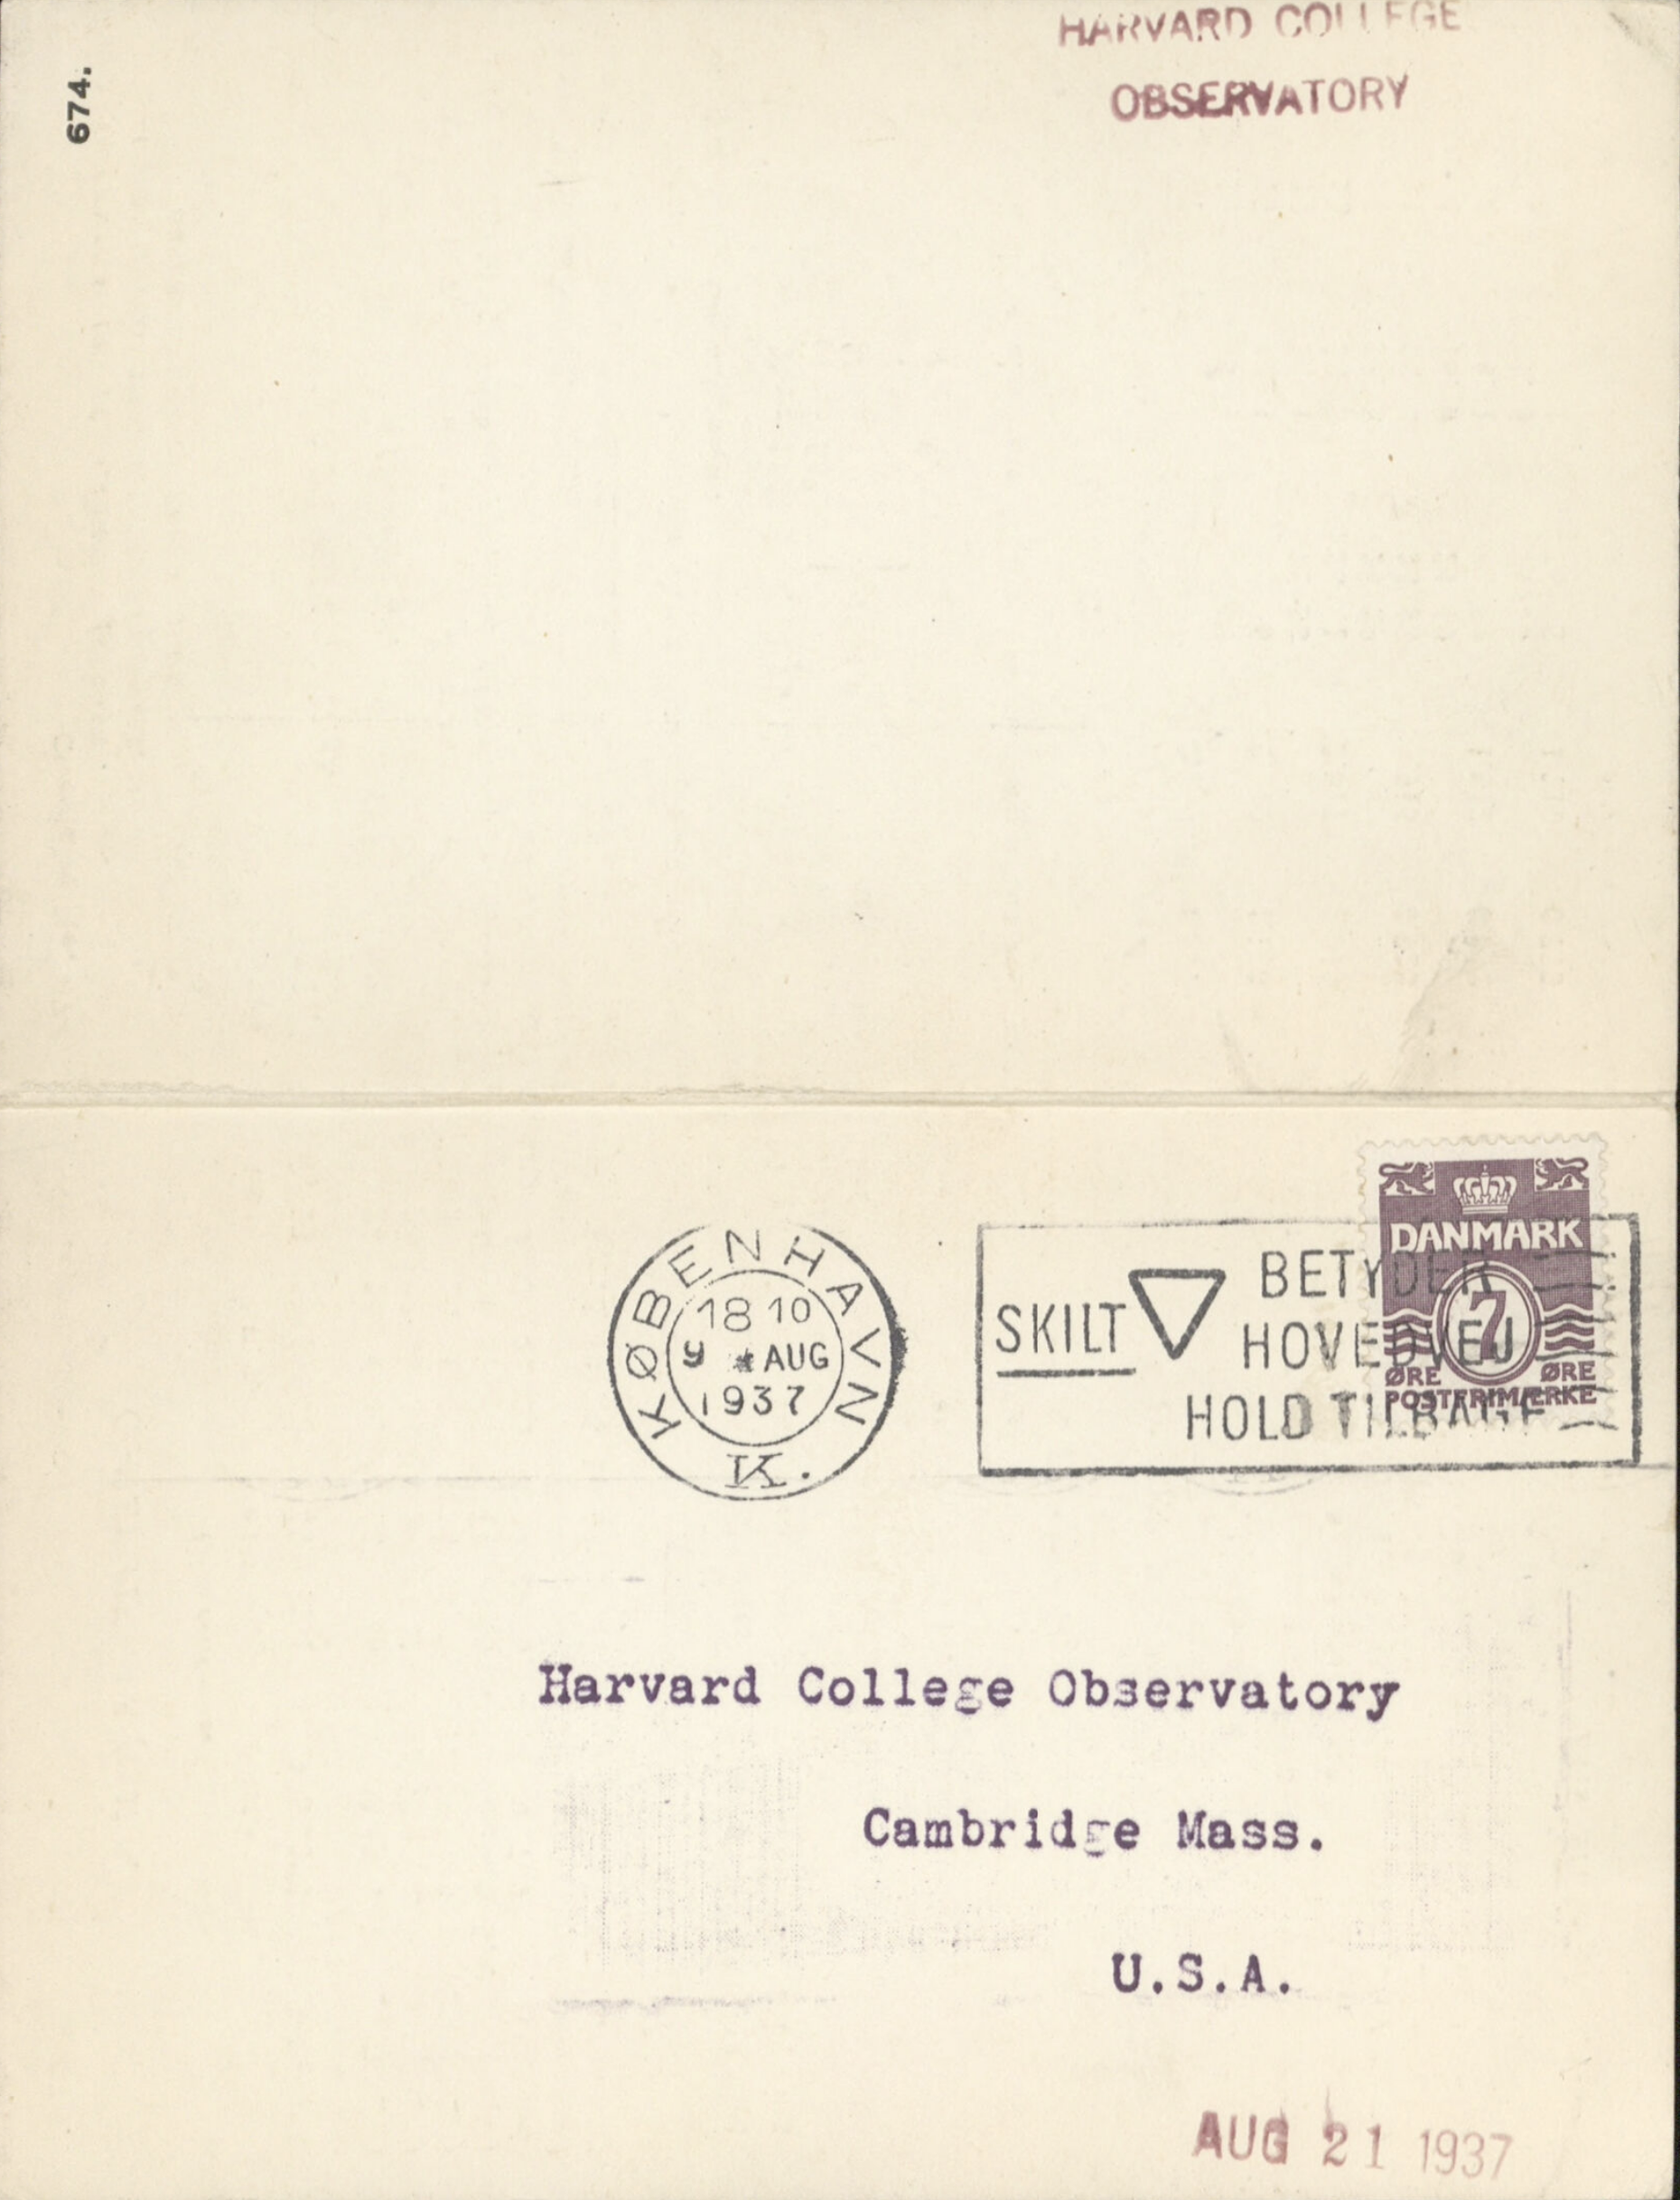 HARVARD COLLEGE
OBSERVATORY
674.
DANMARK
7
ØRE ØRE
POSTFRIMÆRKE
KØBENHAVN
18 10
9 * AUG
1937
K.
SKILT
BETYDER
HOVEDVEJ
HOLD TILBAGE
Harvard College Observatory
Cambridge Mass.
U.S.A.
AUG 21 1937